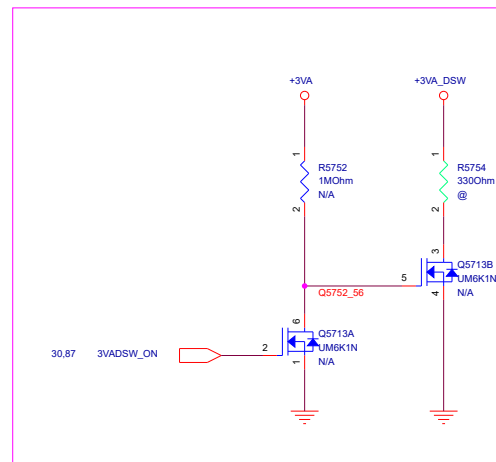 +3VA
+3VA_DSW
1
R5752
1MOhm
N/A
2
1
R5754
330Ohm
@
2
3
Q5713B
UM6K1N
N/A
5
4
Q5752_56
6
Q5713A
UM6K1N
N/A
2
1
30,87
3VADSW_ON